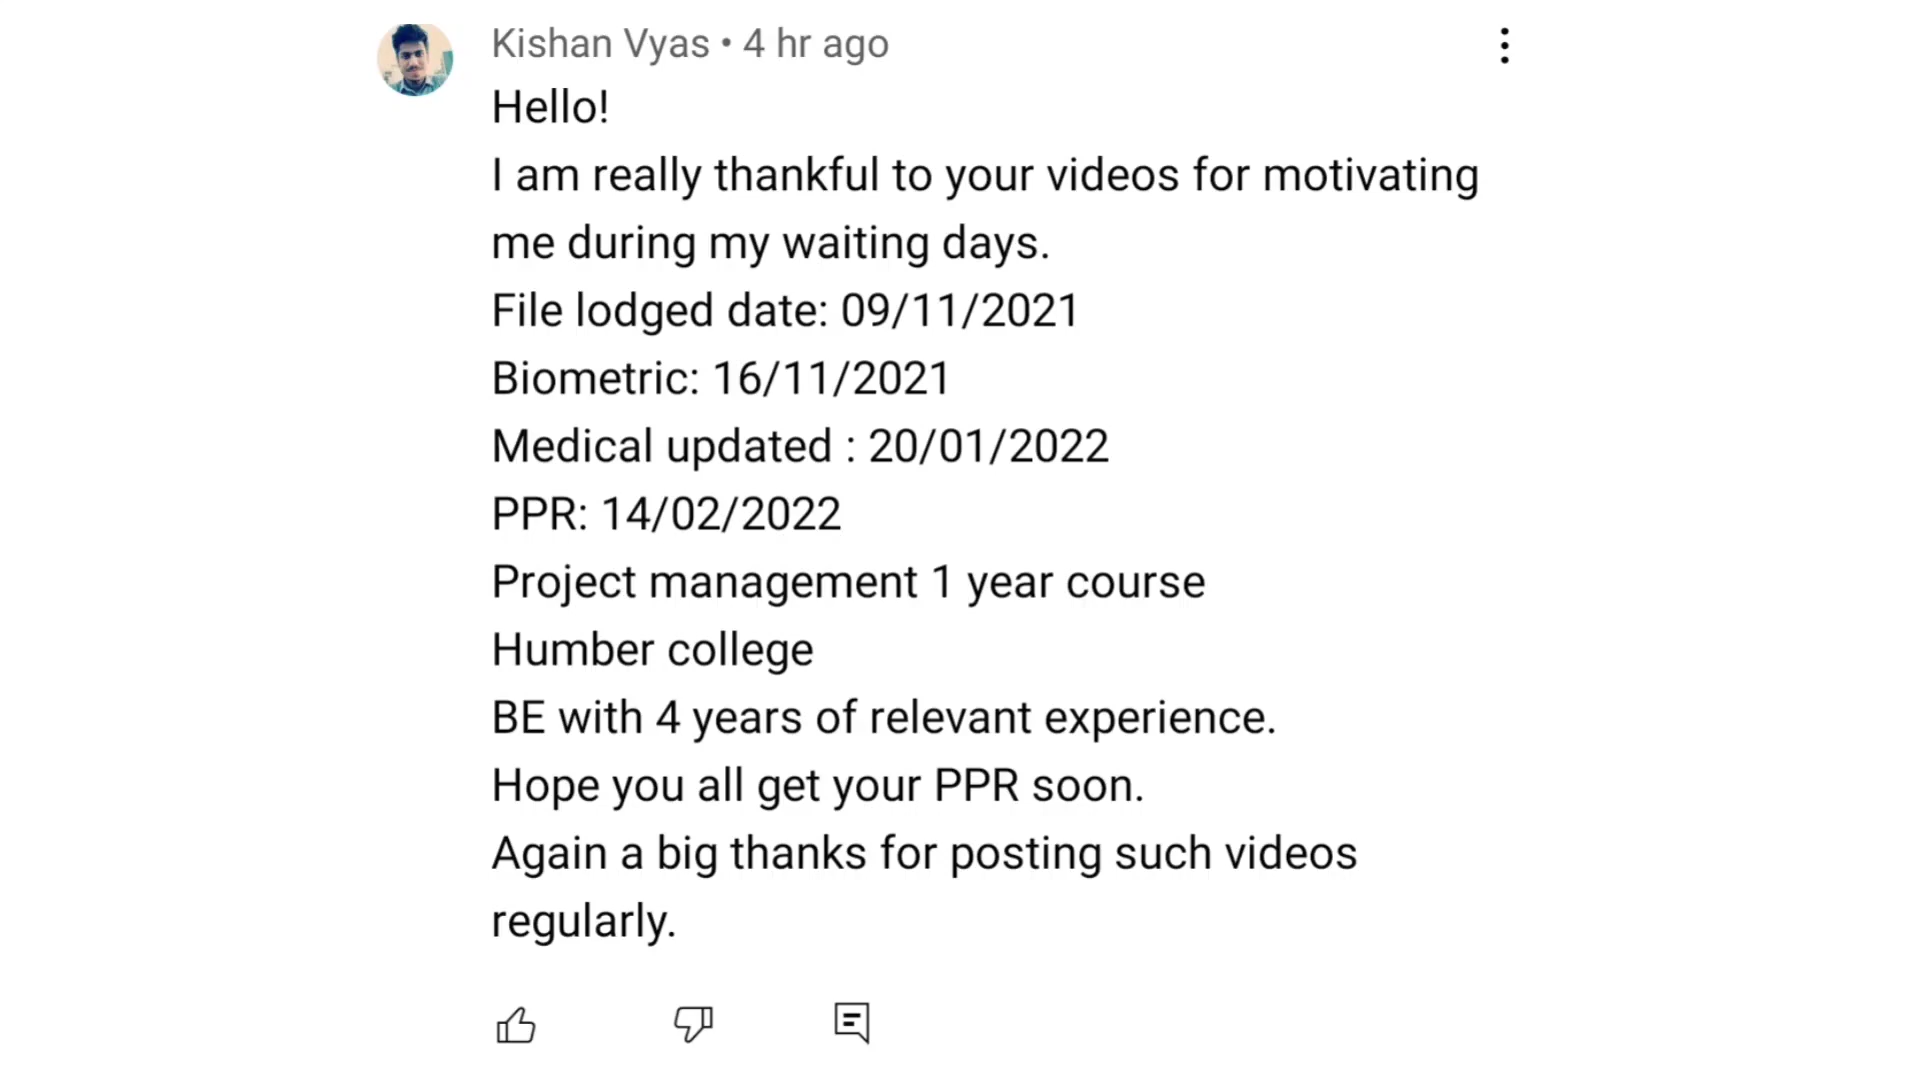 Kishan Vyas • 4 hr ago
Hello!
I am really thankful to your videos for motivating
me during my waiting days.
File lodged date: 09/11/2021
Biometric: 16/11/2021
Medical updated : 20/01/2022
PPR: 14/02/2022
Project management 1 year course
Humber college
BE with 4 years of relevant experience.
Hope you all get your PPR soon.
Again a big thanks for posting such videos
regularly.